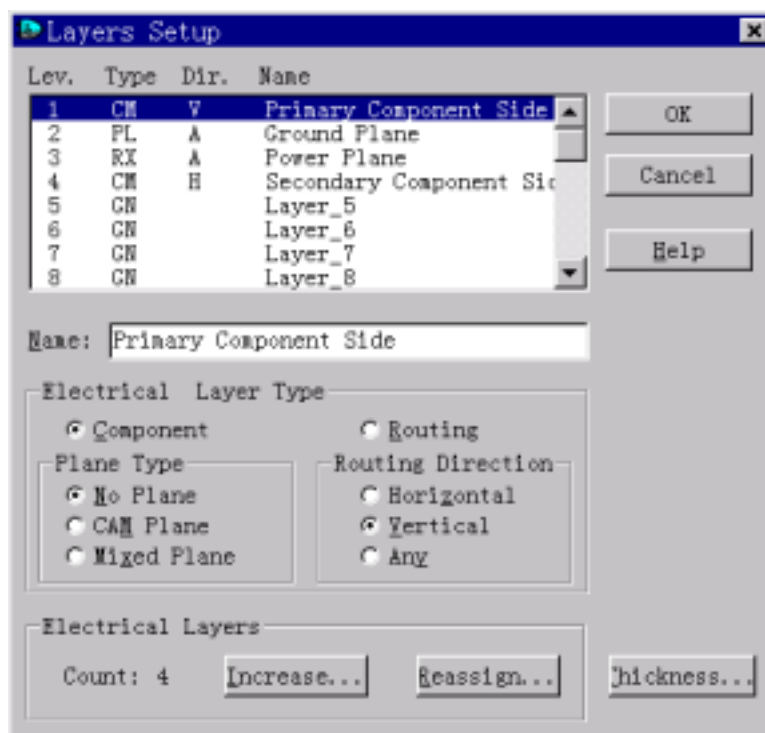 Layers Setup
Lev. Type Dir. Name
1 CM V Primary Component Side
2 PL A Ground Plane
3 RX A Power Plane
4 CM H Secondary Component Sid
5 GN Layer_5
6 GN Layer_6
7 GN Layer_7
8 GN Layer_8
OK
Cancel
Help
Name: Primary Component Side
Electrical Layer Type
Component Routing
Plane Type
No Plane
CAM Plane
Mixed Plane
Routing Direction
Horizontal
Vertical
Any
Electrical Layers
Count: 4 Increase... Reassign... Thickness...